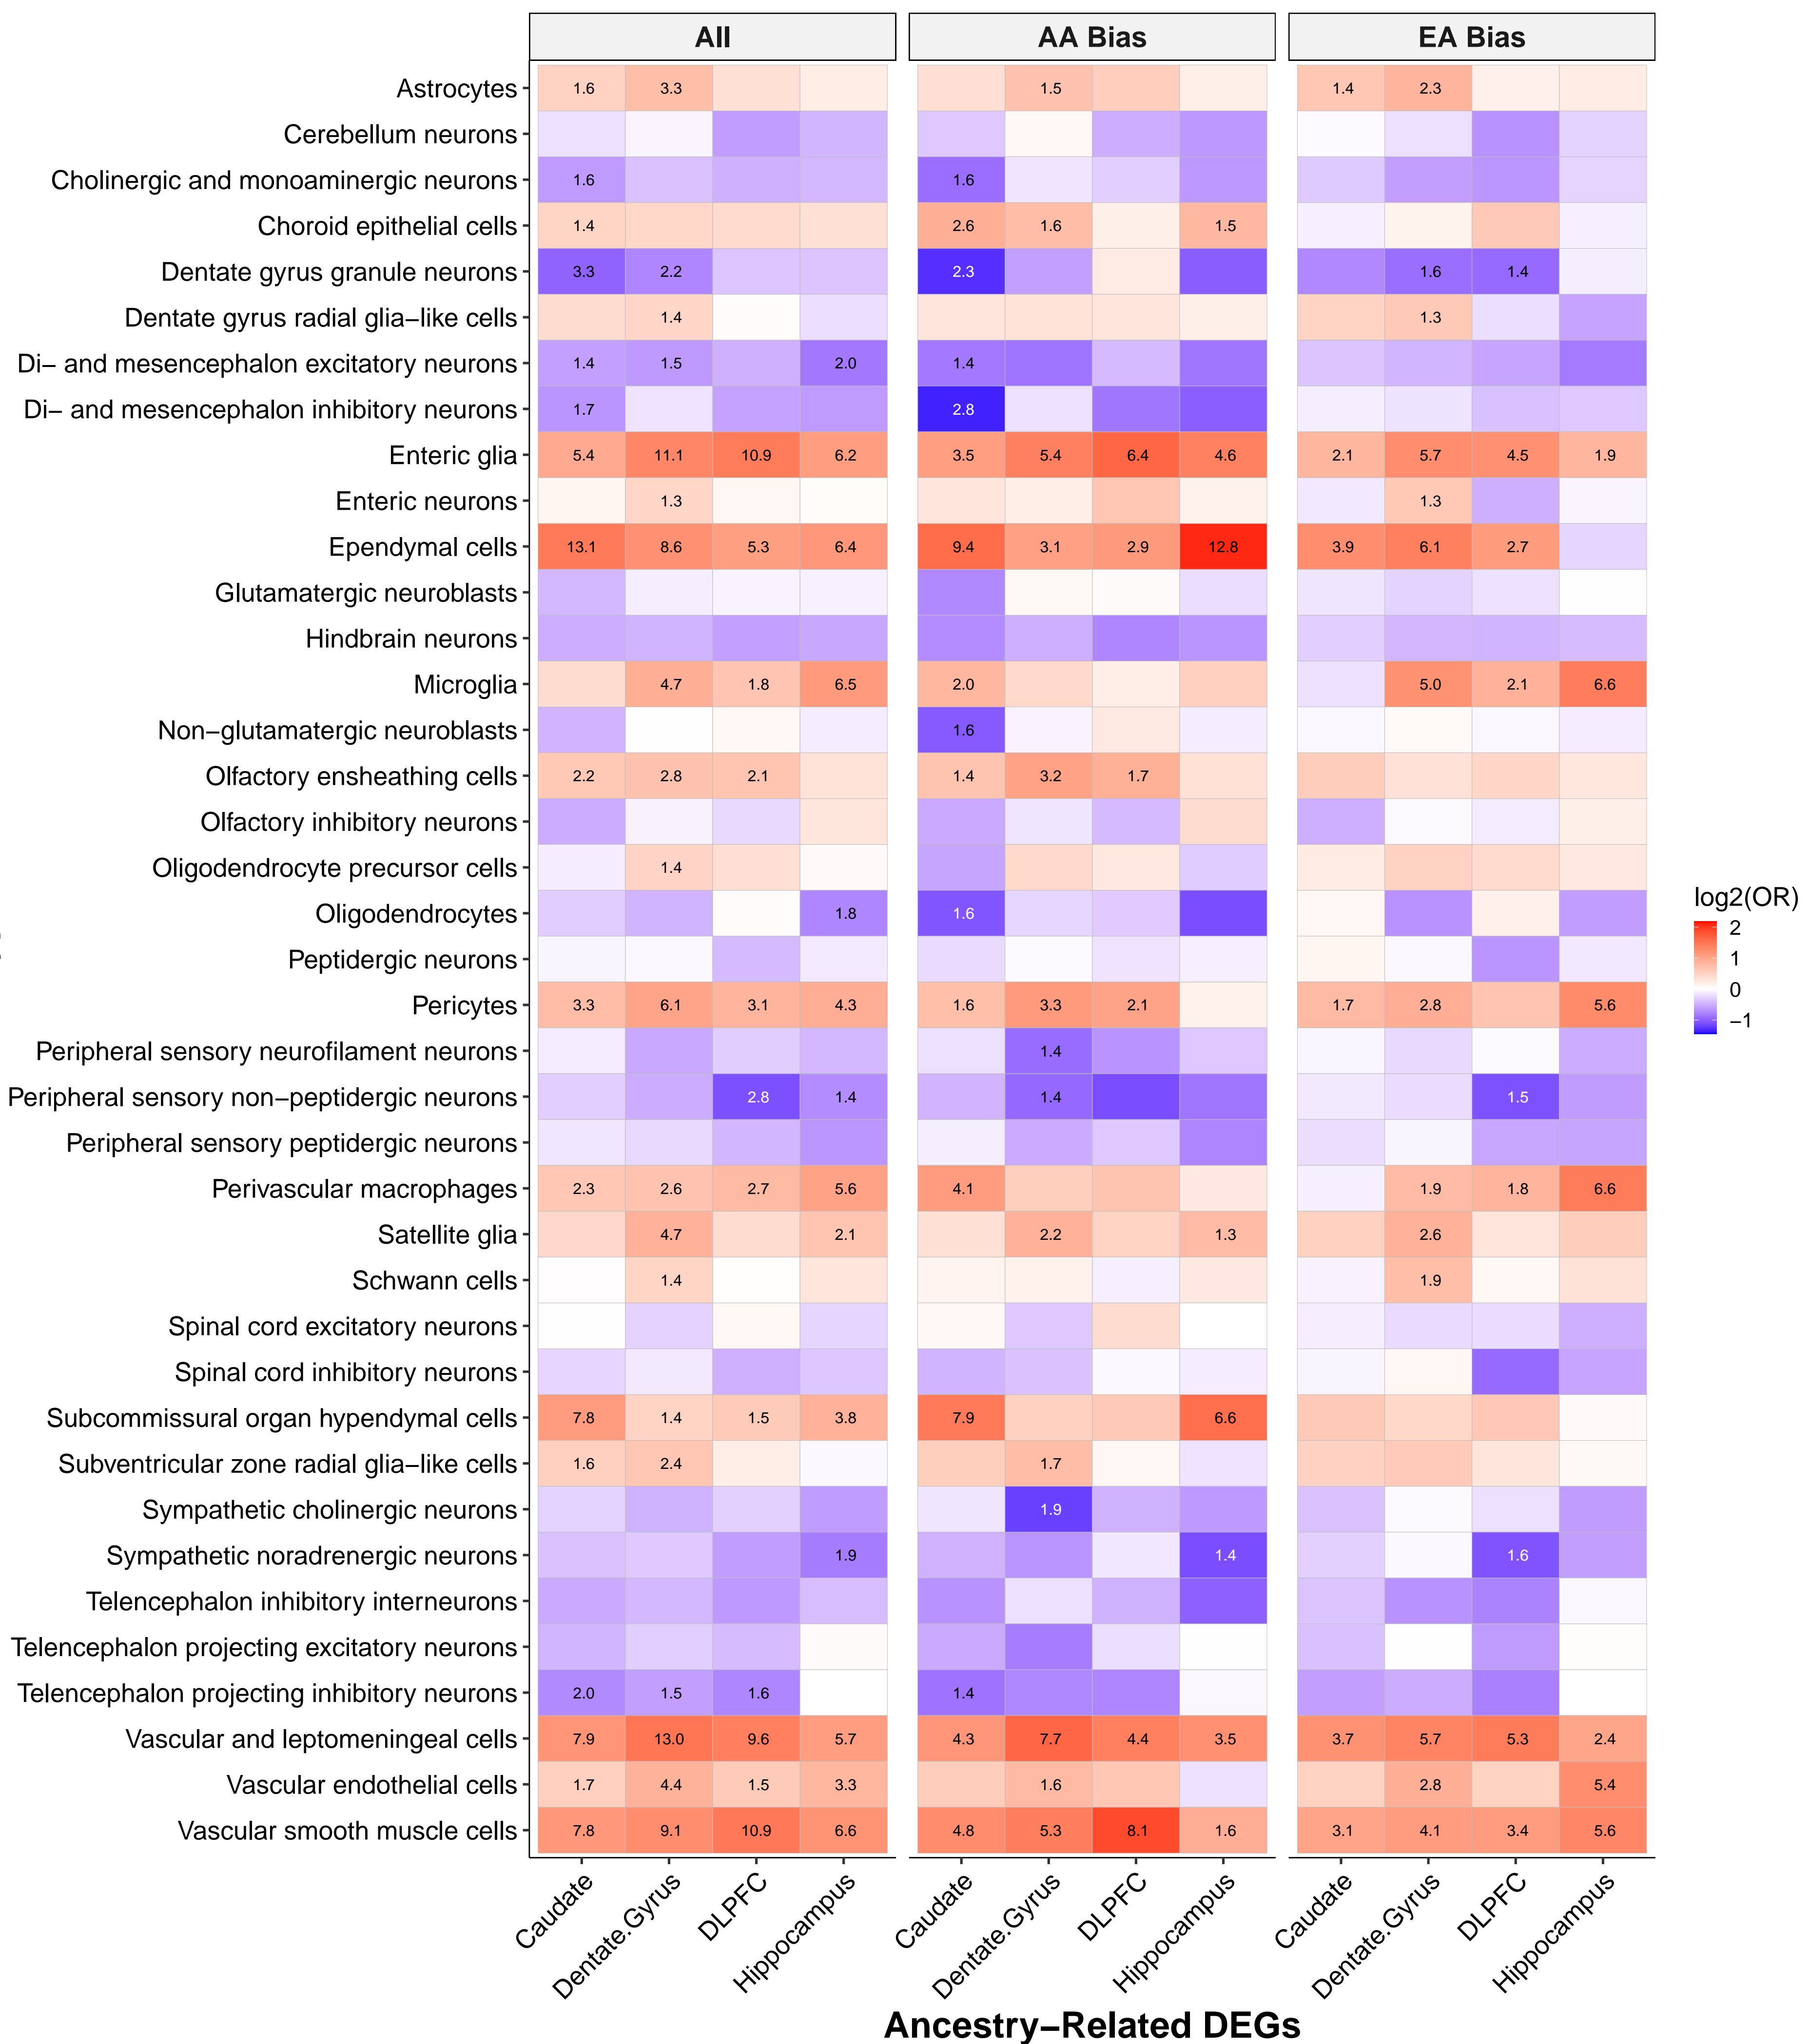 All AA Bias EA Bias
Astrocytes 1.6 3.3 1.5 1.4 2.3
Cerebellum neurons
Cholinergic and monoaminergic neurons 1.6 1.6
Choroid epithelial cells 1.4 2.6 1.6 1.5
Dentate gyrus granule neurons 3.3 2.2 2.3 1.6 1.4
Dentate gyrus radial glia−like cells 1.4 1.3
Di− and mesencephalon excitatory neurons 1.4 1.5 2.0 1.4
Di− and mesencephalon inhibitory neurons 1.7 2.8
Enteric glia 5.4 11.1 10.9 6.2 3.5 5.4 6.4 4.6 2.1 5.7 4.5 1.9
Enteric neurons 1.3 1.3
Ependymal cells 13.1 8.6 5.3 6.4 9.4 3.1 2.9 12.8 3.9 6.1 2.7
Glutamatergic neuroblasts
Hindbrain neurons
Microglia 4.7 1.8 6.5 2.0 5.0 2.1 6.6
Non−glutamatergic neuroblasts 1.6
Olfactory ensheathing cells 2.2 2.8 2.1 1.4 3.2 1.7
Olfactory inhibitory neurons
Oligodendrocyte precursor cells 1.4
Oligodendrocytes 1.8 1.6
Peptidergic neurons
Pericytes 3.3 6.1 3.1 4.3 1.6 3.3 2.1 1.7 2.8 5.6
Peripheral sensory neurofilament neurons 1.4
Peripheral sensory non−peptidergic neurons 2.8 1.4 1.4 1.5
Peripheral sensory peptidergic neurons
Perivascular macrophages 2.3 2.6 2.7 5.6 4.1 1.9 1.8 6.6
Satellite glia 4.7 2.1 2.2 1.3 2.6
Schwann cells 1.4 1.9
Spinal cord excitatory neurons
Spinal cord inhibitory neurons
Subcommissural organ hypendymal cells 7.8 1.4 1.5 3.8 7.9 6.6
Subventricular zone radial glia−like cells 1.6 2.4 1.7
Sympathetic cholinergic neurons 1.9
Sympathetic noradrenergic neurons 1.9 1.4 1.6
Telencephalon inhibitory interneurons
Telencephalon projecting excitatory neurons
Telencephalon projecting inhibitory neurons 2.0 1.5 1.6 1.4
Vascular and leptomeningeal cells 7.9 13.0 9.6 5.7 4.3 7.7 4.4 3.5 3.7 5.7 5.3 2.4
Vascular endothelial cells 1.7 4.4 1.5 3.3 1.6 2.8 5.4
Vascular smooth muscle cells 7.8 9.1 10.9 6.6 4.8 5.3 8.1 1.6 3.1 4.1 3.4 5.6
Caudate Dentate.Gyrus DLPFC Hippocampus Caudate Dentate.Gyrus DLPFC Hippocampus Caudate Dentate.Gyrus DLPFC Hippocampus
Ancestry−Related DEGs
log2(OR)
2
1
0
−1